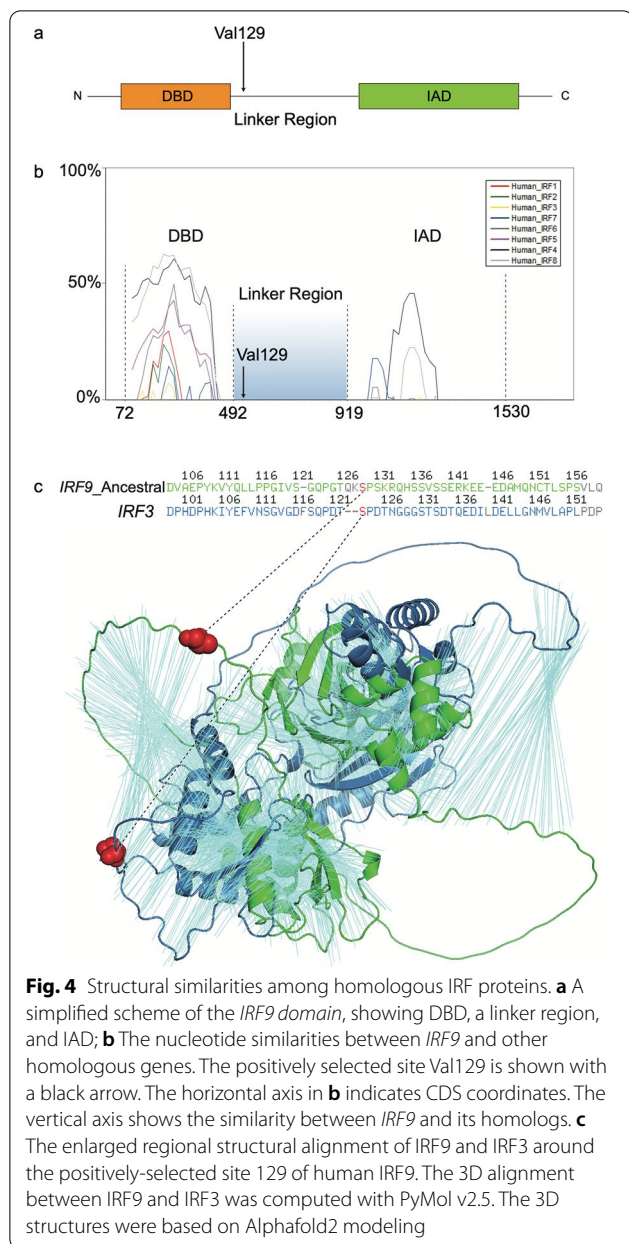 a
Val129
N
DBD
IAD
C
Linker Region
b
100%
50%
0%
DBD
IAD
Linker Region
Val129
Human_IRF1
Human_IRF2
Human_IRF3
Human_IRF7
Human_IRF6
Human_IRF5
Human_IRF4
Human_IRF8
72
492
919
1530
c
106 111 116 121 126 131 136 141 146 151 156
IRF9_Ancestral DVAEPYKVYQLLPPGIVS-GQPGTQKSPSKRQHSSVSSERKEE-EDAMQNCTLSPSVLQ
101 106 111 116 121 126 131 136 141 146 151
IRF3 DPHDPHKIYEFVNSGVGDFSQPDT--SPDTNGGGSTSDTQEDILDELLGNMVLAPLPDP
Fig. 4 Structural similarities among homologous IRF proteins. a A
simplified scheme of the IRF9 domain, showing DBD, a linker region,
and IAD; b The nucleotide similarities between IRF9 and other
homologous genes. The positively selected site Val129 is shown with
a black arrow. The horizontal axis in b indicates CDS coordinates. The
vertical axis shows the similarity between IRF9 and its homologs. c
The enlarged regional structural alignment of IRF9 and IRF3 around
the positively-selected site 129 of human IRF9. The 3D alignment
between IRF9 and IRF3 was computed with PyMol v2.5. The 3D
structures were based on Alphafold2 modeling